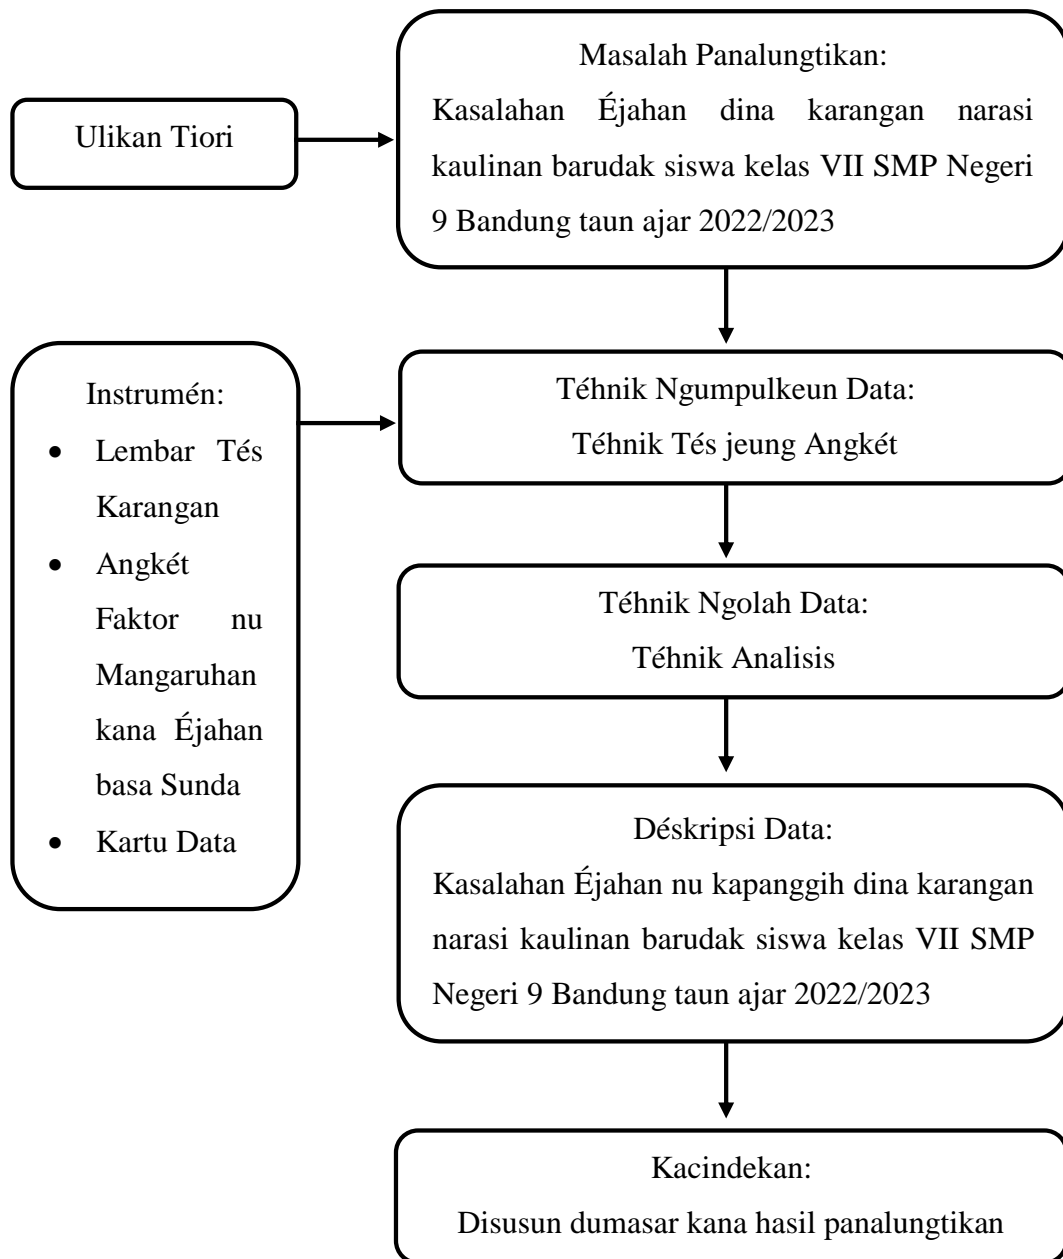 Ulikan Tiori
Masalah Panalungtikan:
Kasalahan Éjahan dina karangan narasi
kaulinan barudak siswa kelas VII SMP Negeri
9 Bandung taun ajar 2022/2023
Instrumén:
• Lembar Tés
Karangan
• Angkét
Faktor nu
Mangaruhan
kana Éjahan
basa Sunda
• Kartu Data
Téhnik Ngumpulkeun Data:
Téhnik Tés jeung Angkét
Téhnik Ngolah Data:
Téhnik Analisis
Déskripsi Data:
Kasalahan Éjahan nu kapanggih dina karangan
narasi kaulinan barudak siswa kelas VII SMP
Negeri 9 Bandung taun ajar 2022/2023
Kacindekan:
Disusun dumasar kana hasil panalungtikan